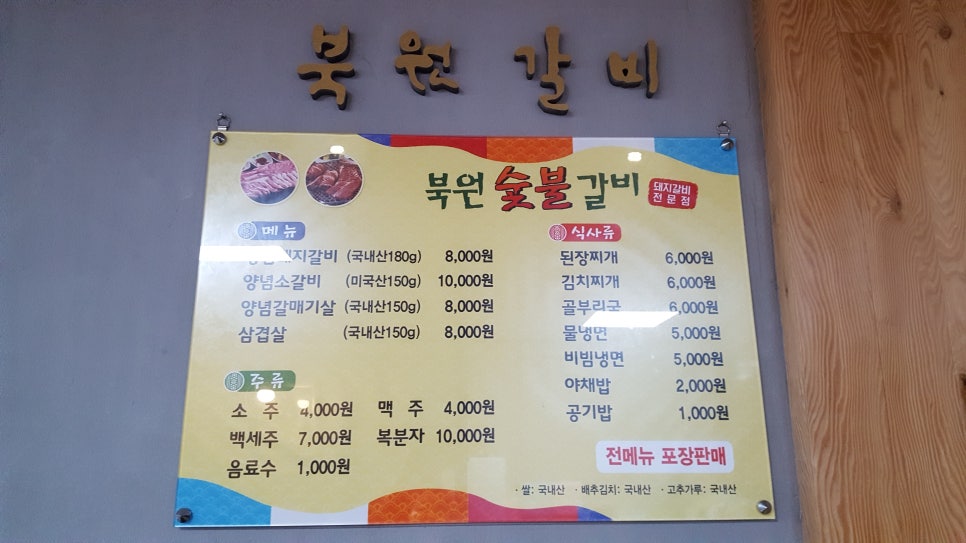 북원 갈비
북원 숯불 갈비
돼지갈비
전문점
메뉴
돼지갈비 (국내산180g) 8,000원
양념소갈비 (미국산150g) 10,000원
양념갈매기살 (국내산150g) 8,000원
삼겹살 (국내산150g) 8,000원
주류
소 주 4,000원 맥 주 4,000원
백세주 7,000원 복분자 10,000원
음료수 1,000원
식사류
된장찌개 6,000원
김치찌개 6,000원
골부리국 6,000원
물냉면 5,000원
비빔냉면 5,000원
야채밥 2,000원
공기밥 1,000원
전메뉴 포장판매
· 쌀: 국내산 · 배추김치: 국내산 · 고추가루: 국내산